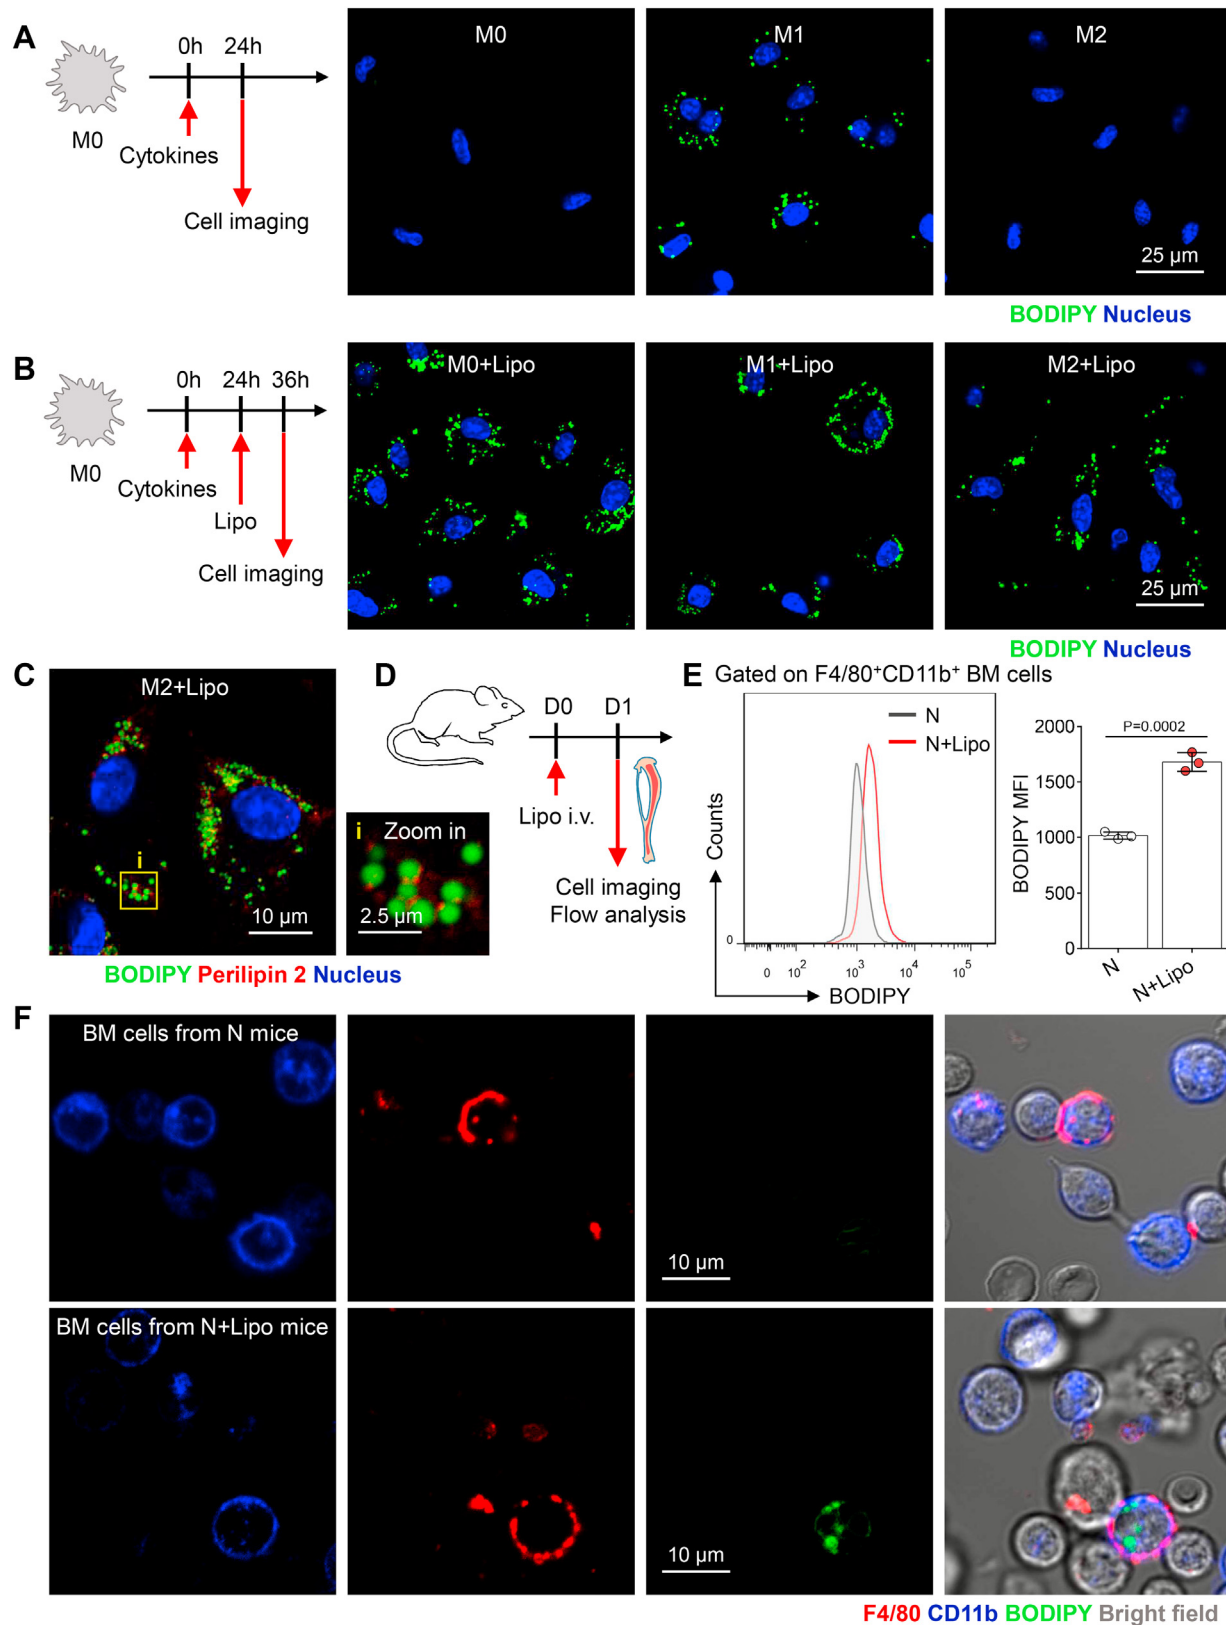 A
M0
0h 24h
Cytokines
Cell imaging
M0
M1
M2
25 µm
BODIPY Nucleus
B
M0
0h 24h 36h
Cytokines
Lipo
Cell imaging
M0+Lipo
M1+Lipo
M2+Lipo
25 µm
BODIPY Nucleus
C
M2+Lipo
i
10 µm
i Zoom in
2.5 µm
BODIPY Perilipin 2 Nucleus
D
D0 D1
Lipo i.v.
Cell imaging
Flow analysis
E
Gated on F4/80⁺CD11b⁺ BM cells
N
N+Lipo
Counts
0
0 10² 10³ 10⁴ 10⁵
BODIPY
P=0.0002
BODIPY MFI
2000
1500
1000
500
0
N
N+Lipo
F
BM cells from N mice
10 µm
BM cells from N+Lipo mice
10 µm
F4/80 CD11b BODIPY Bright field